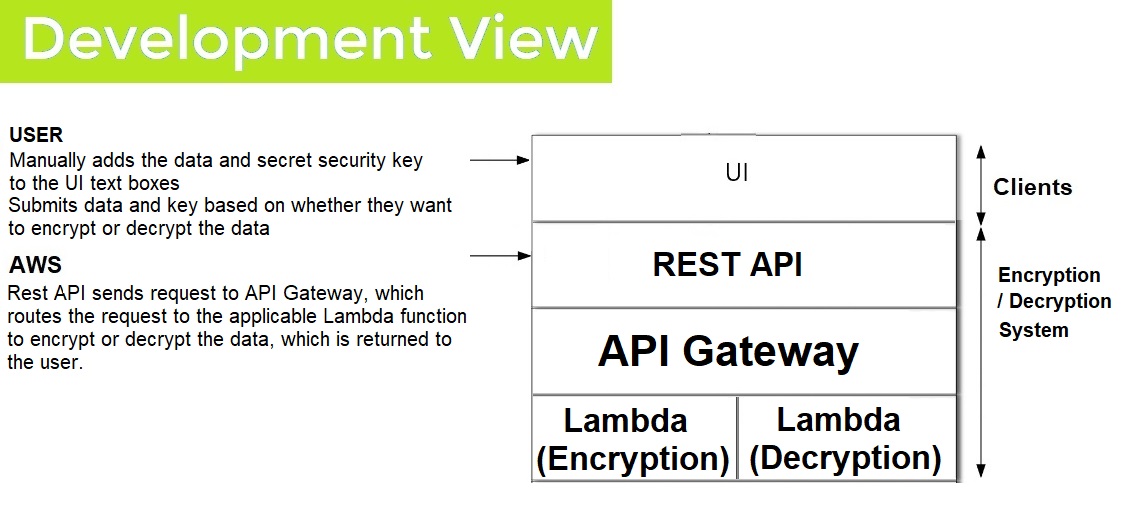 Development View
USER
Manually adds the data and secret security key
to the UI text boxes
Submits data and key based on whether they want
to encrypt or decrypt the data
AWS
Rest API sends request to API Gateway, which
routes the request to the applicable Lambda function
to encrypt or decrypt the data, which is returned to
the user.
UI
REST API
API Gateway
Lambda
(Encryption)
Lambda
(Decryption)
Clients
Encryption
/ Decryption
System